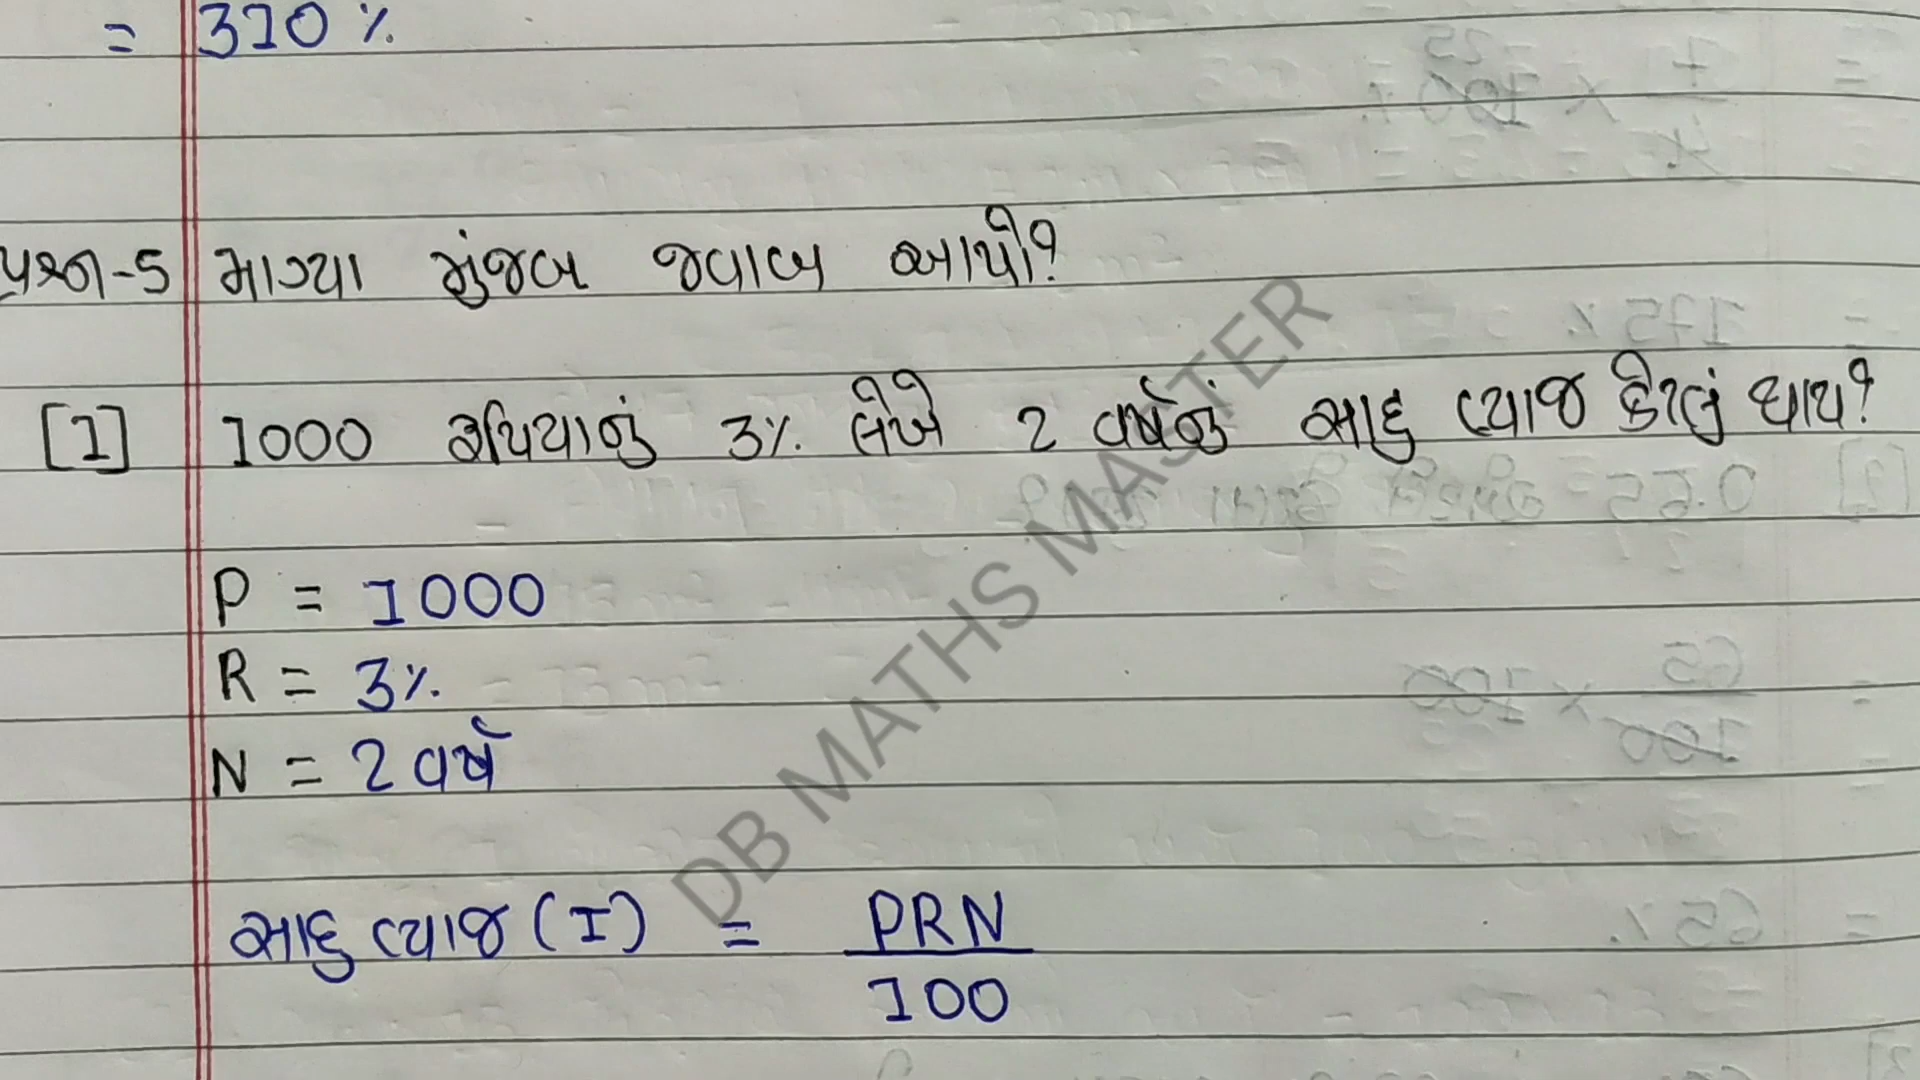 = 310 %
પ્રશ્ન-5 માગ્યા મુંજબ જવાબ આપો?
[1] 1000 રૂપિયાનું 3% લેખે 2 વર્ષનું સાદુ વ્યાજ કેટલું થાય?
P = 1000
R = 3%
N = 2 વર્ષ
સાદુ વ્યાજ (I) = PRN
100
DB MATHS MASTER